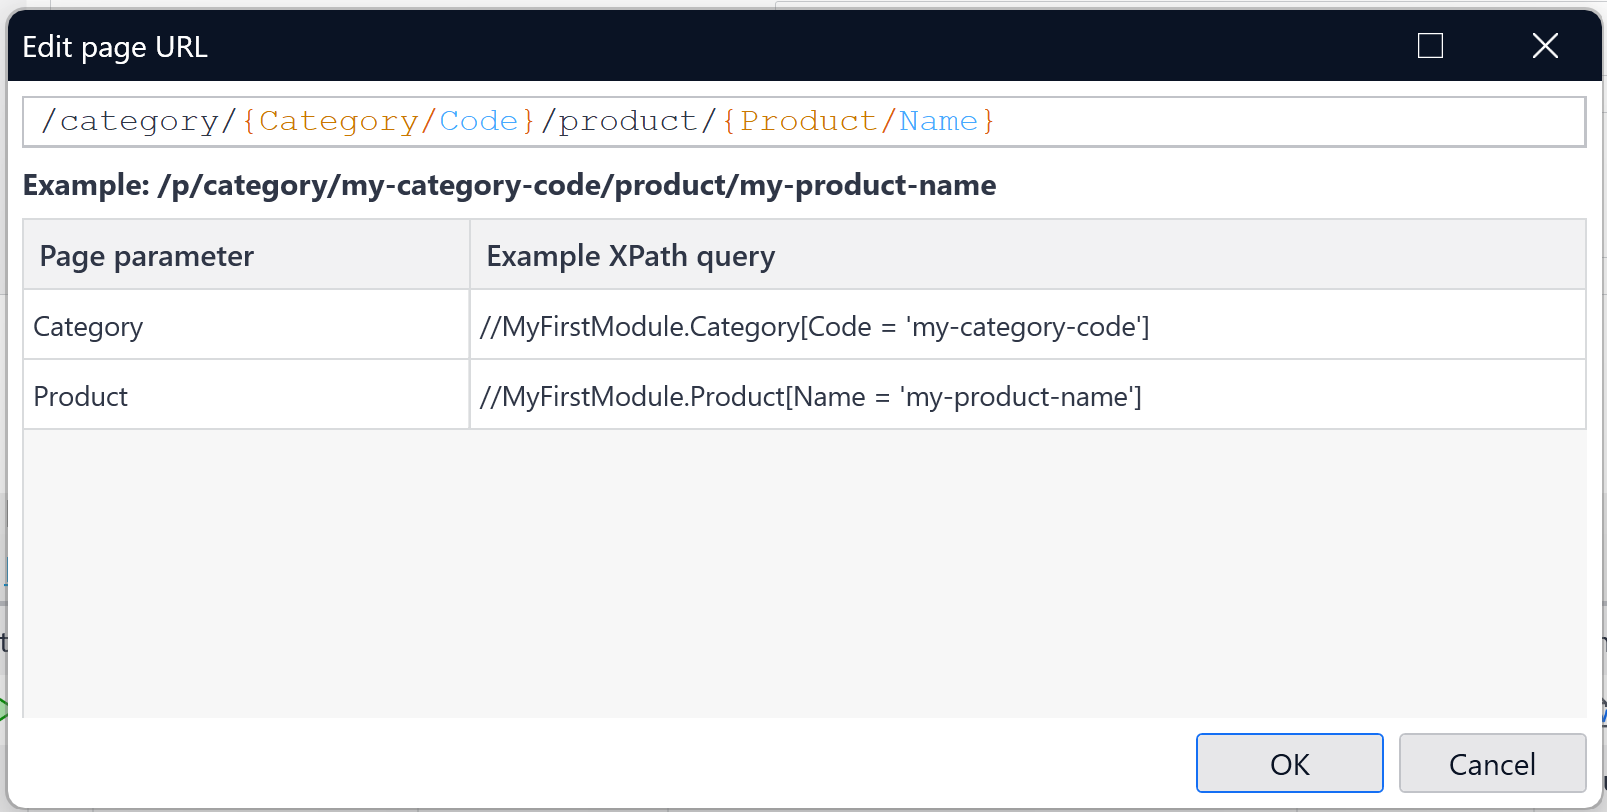 Edit page URL
/category/{Category/Code}/product/{Product/Name}
Example: /p/category/my-category-code/product/my-product-name
Page parameter Example XPath query
Category //MyFirstModule.Category[Code = 'my-category-code']
Product //MyFirstModule.Product[Name = 'my-product-name']
OK Cancel